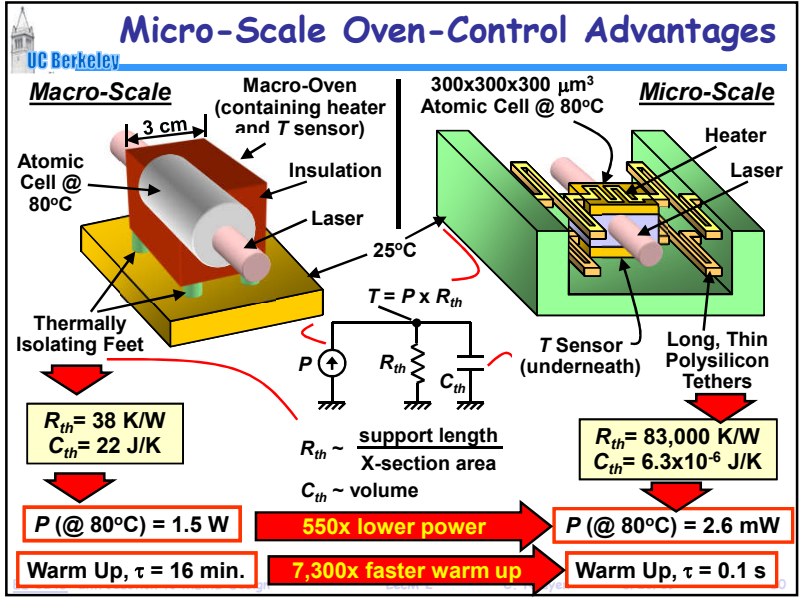 Micro-Scale Oven-Control Advantages
UC Berkeley
Macro-Scale
Macro-Oven
(containing heater
and T sensor)
3 cm
Atomic
Cell @
80°C
Insulation
Laser
Thermally
Isolating Feet
25°C
300x300x300 µm³
Atomic Cell @ 80°C
Micro-Scale
Heater
Laser
T Sensor
(underneath)
Long, Thin
Polysilicon
Tethers
T = P x Rth
P
Rth
Cth
Rth ~ support length
X-section area
Cth ~ volume
Rth= 38 K/W
Cth= 22 J/K
Rth= 83,000 K/W
Cth= 6.3x10⁻⁶ J/K
P (@ 80°C) = 1.5 W
550x lower power
P (@ 80°C) = 2.6 mW
Warm Up, τ = 16 min.
7,300x faster warm up
Warm Up, τ = 0.1 s